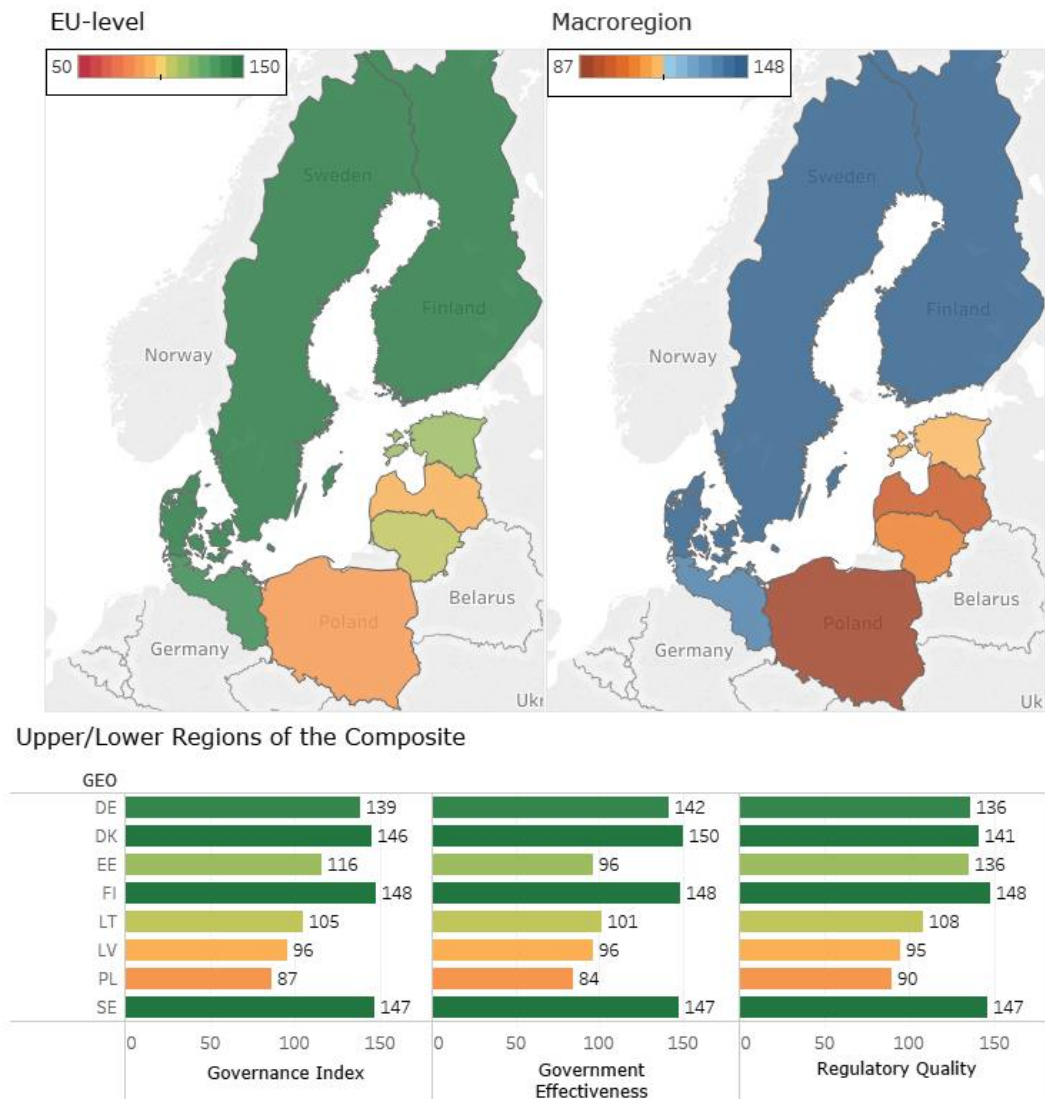 EU-level
Macroregion
50 150
87 148
Sweden
Finland
Norway
Belarus
Poland
Germany
Ukr
Sweden
Finland
Norway
Belarus
Poland
Germany
Uk
Upper/Lower Regions of the Composite
GEO
DE 139 142 136
DK 146 150 141
EE 116 96 136
FI 148 148 148
LT 105 101 108
LV 96 96 95
PL 87 84 90
SE 147 147 147
0 50 100 150 0 50 100 150 0 50 100 150
Governance Index
Government
Effectiveness
Regulatory Quality